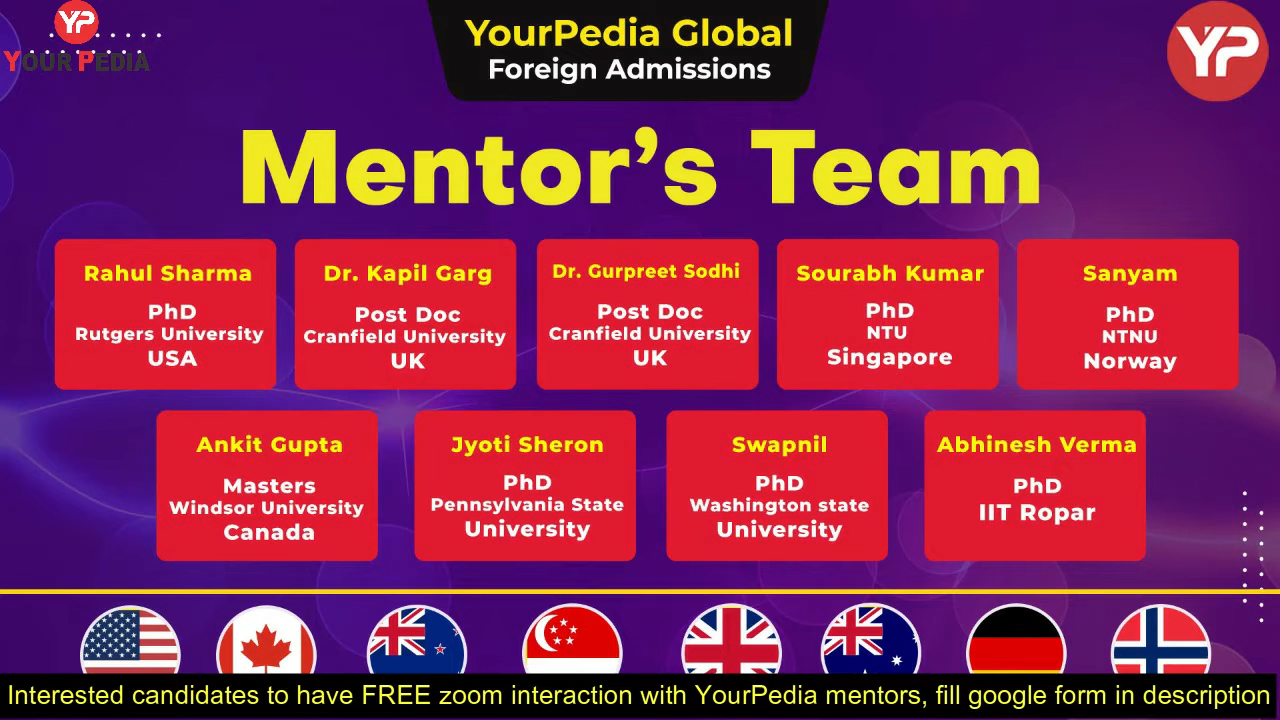 YP
YOUR PEDIA
YourPedia Global
Foreign Admissions
YP
Mentor's Team
Rahul Sharma
PhD
Rutgers University
USA
Dr. Kapil Garg
Post Doc
Cranfield University
UK
Dr. Gurpreet Sodhi
Post Doc
Cranfield University
UK
Sourabh Kumar
PhD
NTU
Singapore
Sanyam
PhD
NTNU
Norway
Ankit Gupta
Masters
Windsor University
Canada
Jyoti Sheron
PhD
Pennsylvania State
University
Swapnil
PhD
Washington state
University
Abhinesh Verma
PhD
IIT Ropar
Interested candidates to have FREE zoom interaction with YourPedia mentors, fill google form in description